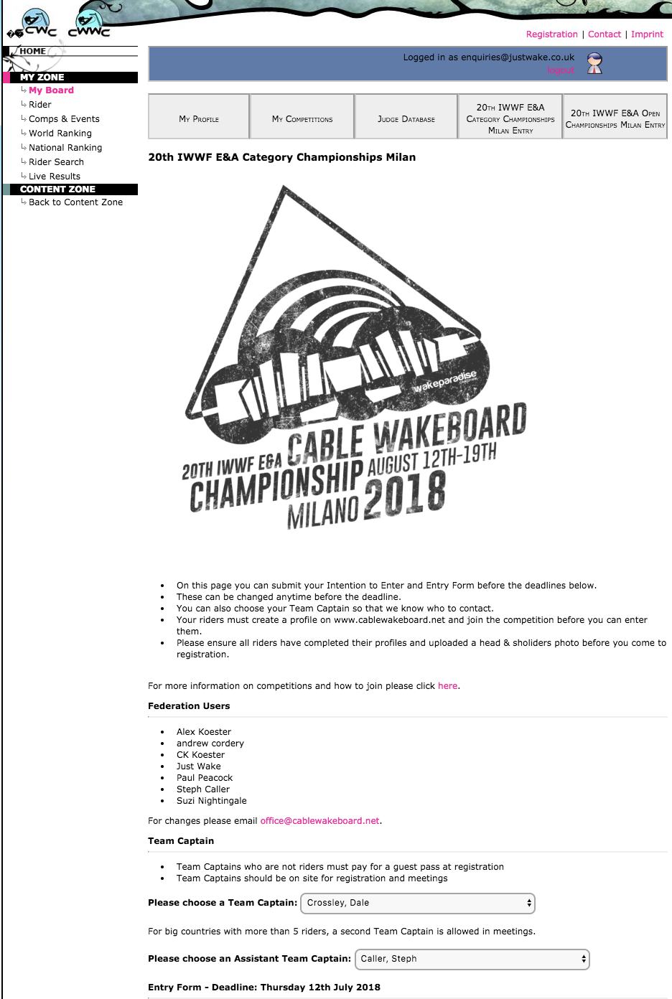 CWC
CWWC
Registration | Contact | Imprint
HOME
Logged in as enquiries@justwake.co.uk
logout
MY ZONE
My Board
Rider
Comps & Events
World Ranking
National Ranking
Rider Search
Live Results
CONTENT ZONE
Back to Content Zone
My Profile
My Competitions
Judge Database
20th IWWF E&A
Category Championships
Milan Entry
20th IWWF E&A Open
Championships Milan Entry
20th IWWF E&A Category Championships Milan
wakeparadise
20TH IWWF E&A CABLE WAKEBOARD
CHAMPIONSHIP AUGUST 12TH-19TH
MILANO 2018
• On this page you can submit your Intention to Enter and Entry Form before the deadlines below.
• These can be changed anytime before the deadline.
• You can also choose your Team Captain so that we know who to contact.
• Your riders must create a profile on www.cablewakeboard.net and join the competition before you can enter
them.
• Please ensure all riders have completed their profiles and uploaded a head & sholiders photo before you come to
registration.
For more information on competitions and how to join please click here.
Federation Users
• Alex Koester
• andrew cordery
• CK Koester
• Just Wake
• Paul Peacock
• Steph Caller
• Suzi Nightingale
For changes please email office@cablewakeboard.net.
Team Captain
• Team Captains who are not riders must pay for a guest pass at registration
• Team Captains should be on site for registration and meetings
Please choose a Team Captain: Crossley, Dale
For big countries with more than 5 riders, a second Team Captain is allowed in meetings.
Please choose an Assistant Team Captain: Caller, Steph
Entry Form - Deadline: Thursday 12th July 2018